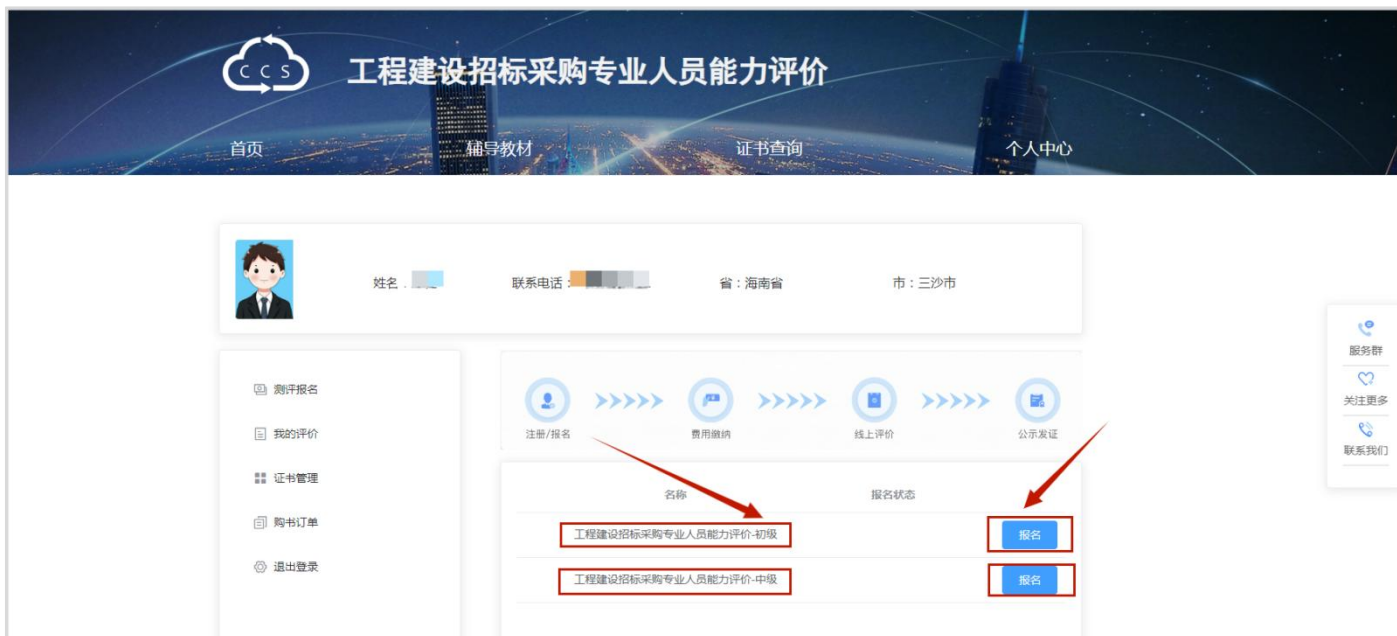 CCS
工程建设招标采购专业人员能力评价
首页 辅导教材 证书查询 个人中心
姓名： 联系电话： 省：海南省 市：三沙市
服务群
关注更多
联系我们
测评报名
我的评价
证书管理
购书订单
退出登录
注册/报名 费用缴纳 线上评价 公示发证
名称 报名状态
工程建设招标采购专业人员能力评价-初级 报名
工程建设招标采购专业人员能力评价-中级 报名